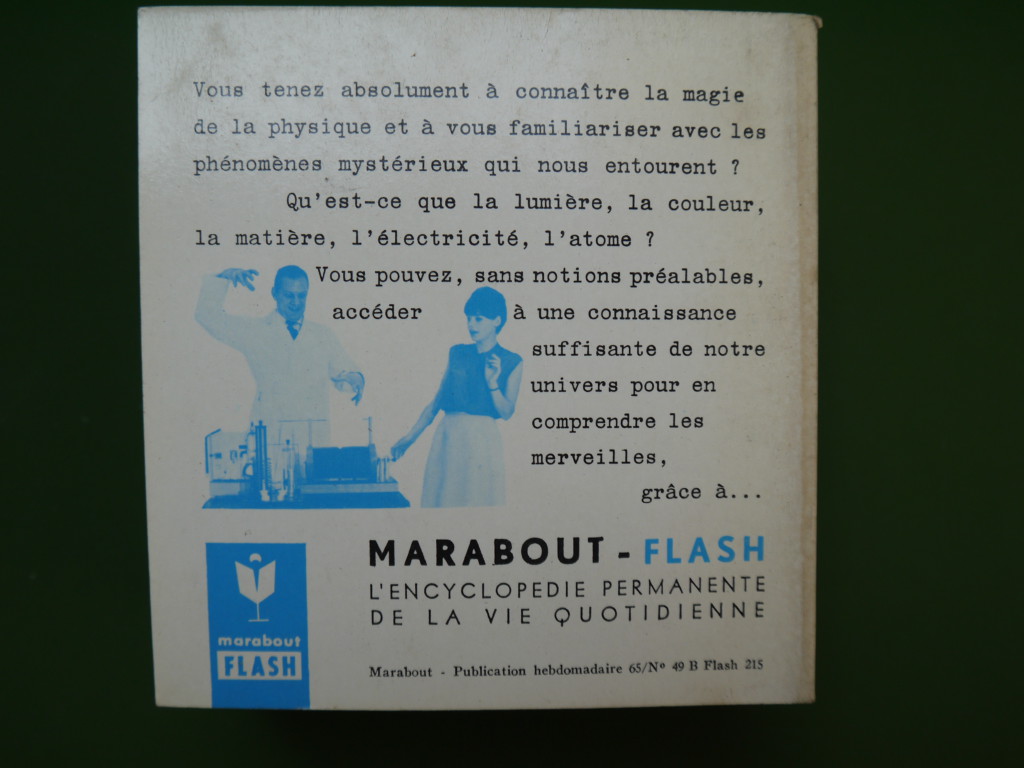 Vous tenez absolument à connaître la magie
de la physique et à vous familiariser avec les
phénomènes mystérieux qui nous entourent ?
Qu'est-ce que la lumière, la couleur,
la matière, l'électricité, l'atome ?
Vous pouvez, sans notions préalables,
accéder à une connaissance
suffisante de notre
univers pour en
comprendre les
merveilles,
grâce à...
MARABOUT - FLASH
L'ENCYCLOPEDIE PERMANENTE
DE LA VIE QUOTIDIENNE
marabout
FLASH
Marabout - Publication hebdomadaire 65/Nº 49 B Flash 215